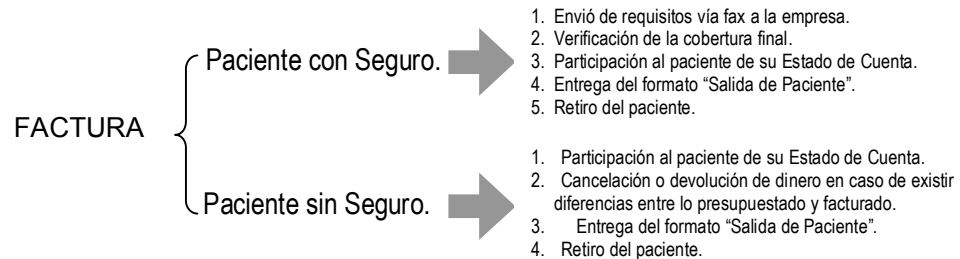 FACTURA
Paciente con Seguro.
1. Envió de requisitos vía fax a la empresa.
2. Verificación de la cobertura final.
3. Participación al paciente de su Estado de Cuenta.
4. Entrega del formato “Salida de Paciente”.
5. Retiro del paciente.
Paciente sin Seguro.
1. Participación al paciente de su Estado de Cuenta.
2. Cancelación o devolución de dinero en caso de existir
diferencias entre lo presupuestado y facturado.
3. Entrega del formato “Salida de Paciente”.
4. Retiro del paciente.